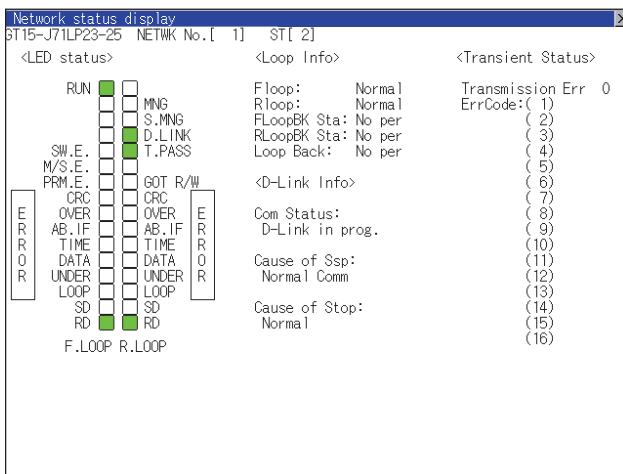 Network status display
GT15-J71LP23-25 NETWK No.[ 1] ST[ 2]
<LED status>
RUN
MNG
S.MNG
D.LINK
SW.E. T.PASS
M/S.E.
PRM.E. GOT R/W
CRC CRC
OVER OVER
AB.IF AB.IF
TIME TIME
DATA DATA
UNDER UNDER
LOOP LOOP
SD SD
RD RD
ERROR
ERROR
F.LOOP R.LOOP
<Loop Info>
Floop: Normal
Rloop: Normal
FLoopBK Sta: No per
RLoopBK Sta: No per
Loop Back: No per
<D-Link Info>
Com Status:
D-Link in prog.
Cause of Ssp:
Normal Comm
Cause of Stop:
Normal
<Transient Status>
Transmission Err 0
ErrCode:( 1)
( 2)
( 3)
( 4)
( 5)
( 6)
( 7)
( 8)
( 9)
(10)
(11)
(12)
(13)
(14)
(15)
(16)